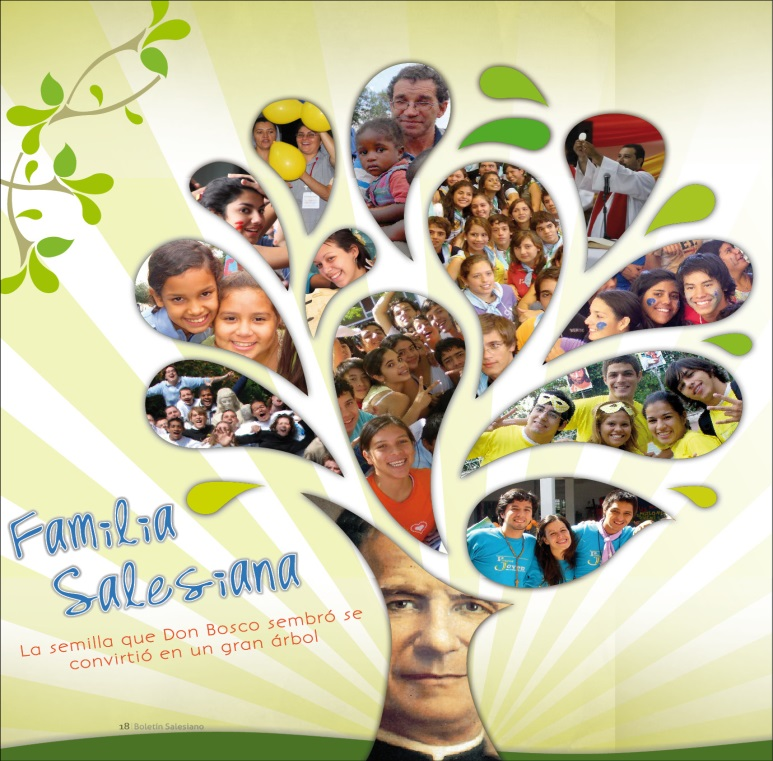 Familia
Salesiana
La semilla que Don Bosco sembró se
convirtió en un gran árbol
18 Boletín Salesiano